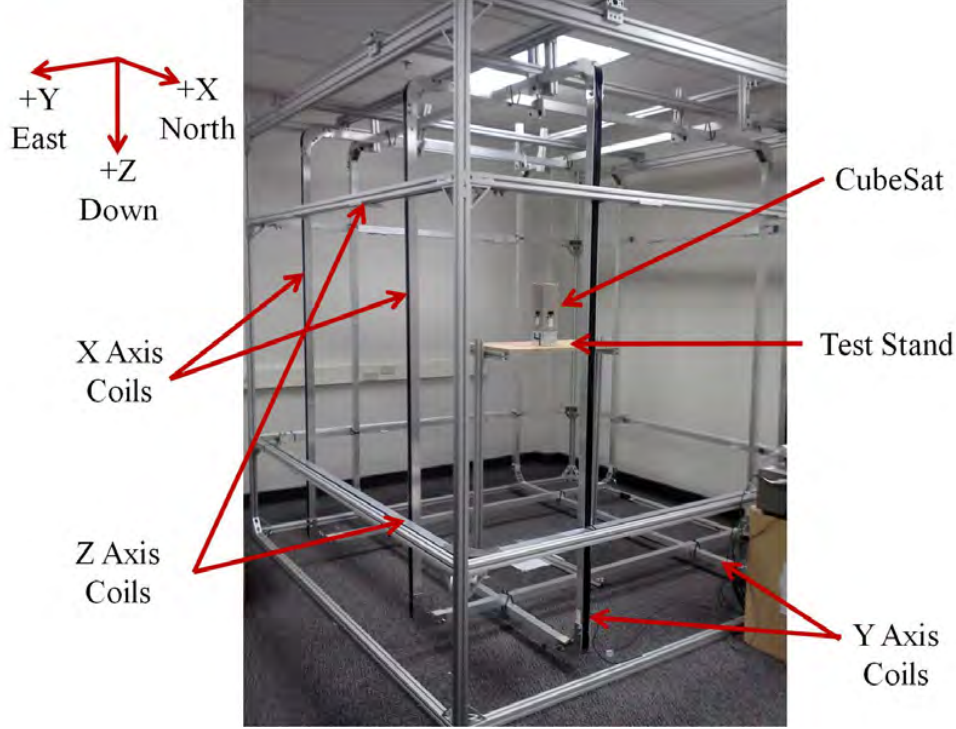 +Y
East
+X
North
+Z
Down
CubeSat
Test Stand
X Axis
Coils
Z Axis
Coils
Y Axis
Coils